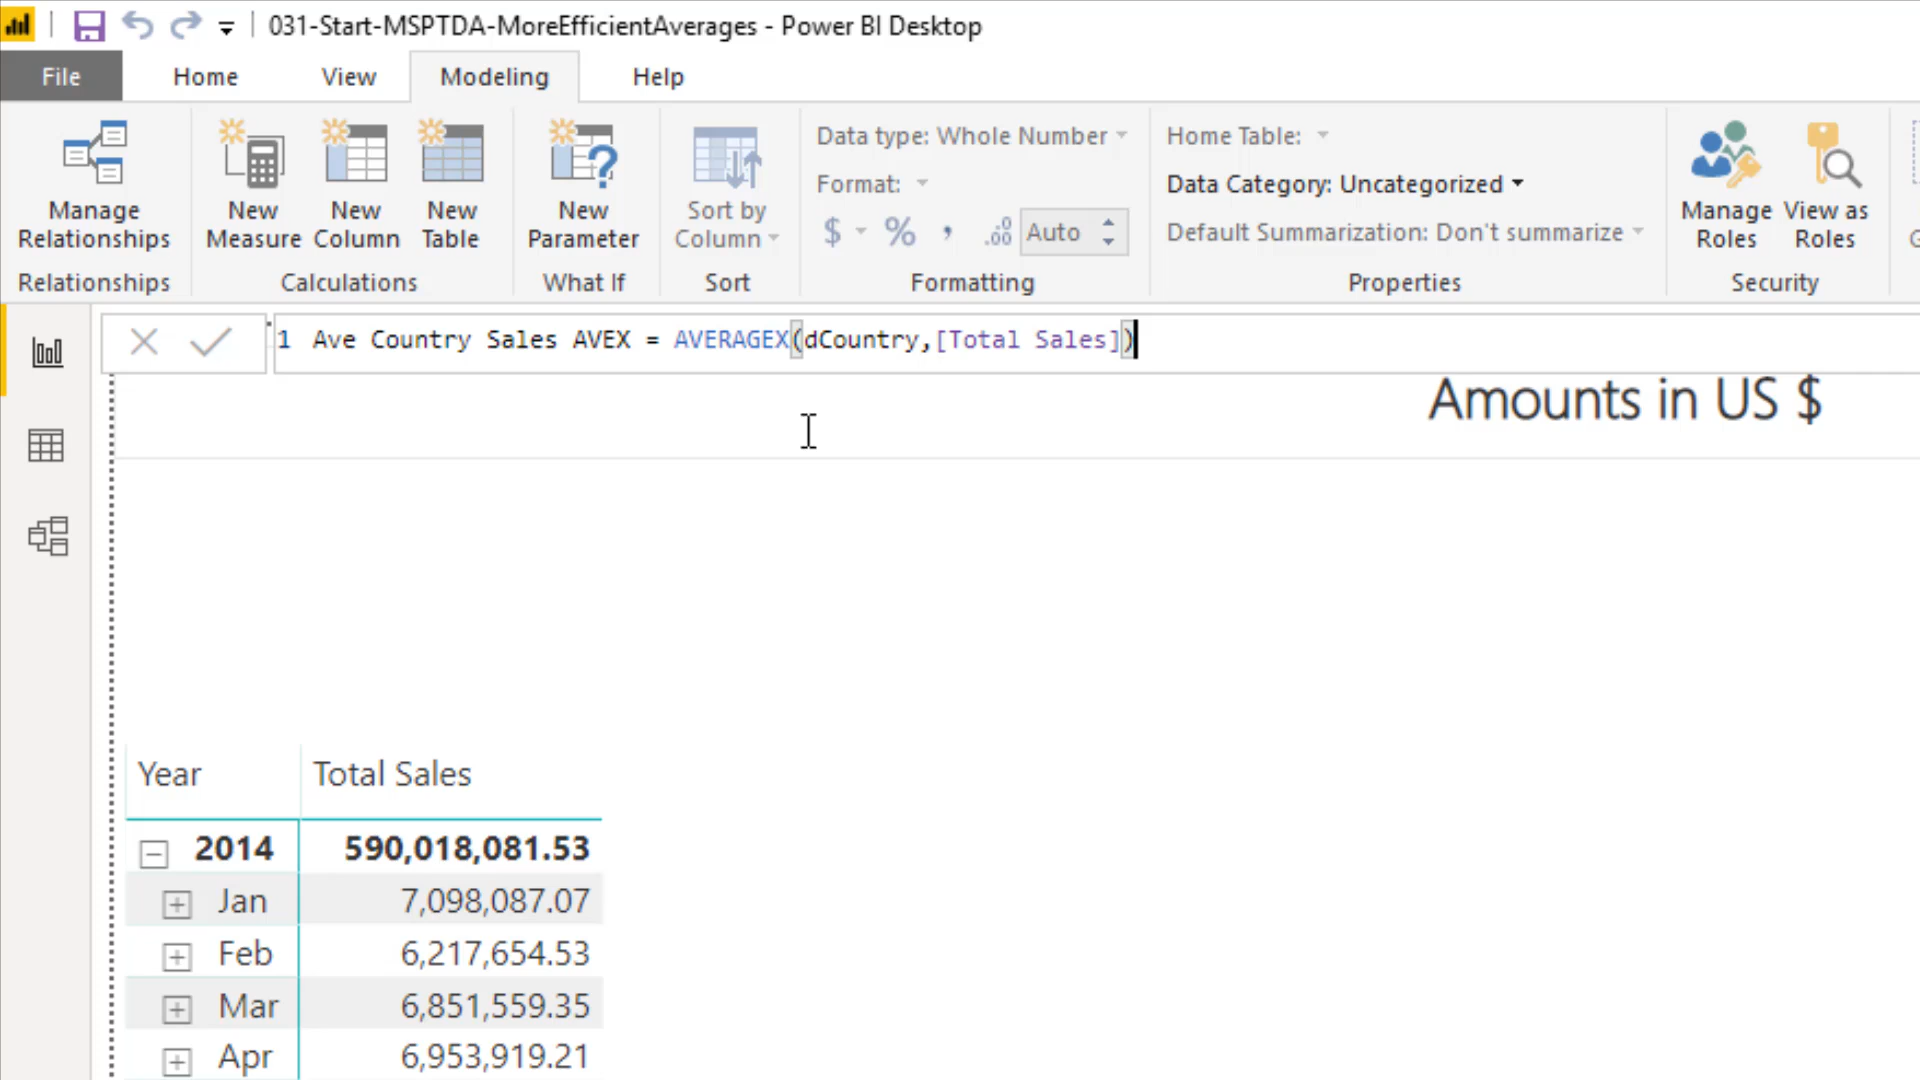 031-Start-MSPTDA-MoreEfficientAverages - Power BI Desktop
File Home View Modeling Help
Manage Relationships
New Measure
New Column
New Table
New Parameter
Sort by Column
Data type: Whole Number
Format:
$ % , .00 Auto
Home Table:
Data Category: Uncategorized
Default Summarization: Don't summarize
Manage Roles
View as Roles
Relationships Calculations What If Sort Formatting Properties Security
1 Ave Country Sales AVEX = AVERAGEX(dCountry,[Total Sales])
Amounts in US $
Year Total Sales
2014 590,018,081.53
Jan 7,098,087.07
Feb 6,217,654.53
Mar 6,851,559.35
Apr 6,953,919.21